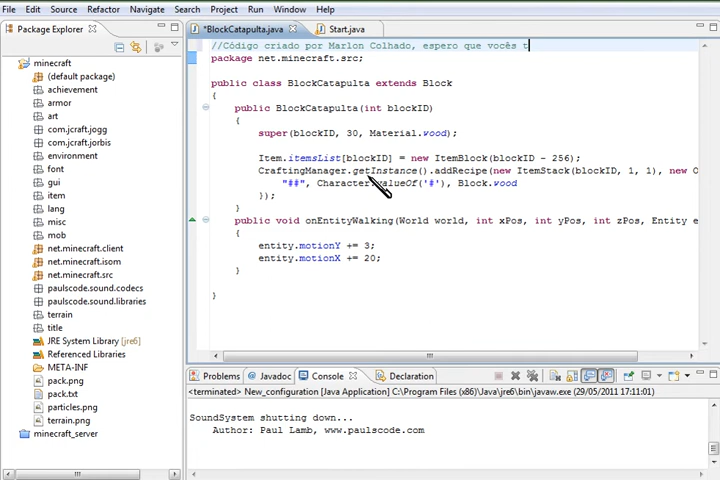 File Edit Source Refactor Navigate Search Project Run Window Help
Package Explorer
*BlockCatapulta.java
Start.java
minecraft
(default package)
achievement
armor
art
com.jcraft.jogg
com.jcraft.jorbis
environment
font
gui
item
lang
misc
mob
net.minecraft.client
net.minecraft.isom
net.minecraft.src
paulscode.sound.codecs
paulscode.sound.libraries
terrain
title
JRE System Library [jre6]
Referenced Libraries
META-INF
pack.png
pack.txt
particles.png
terrain.png
minecraft_server
//Código criado por Marlon Colhado, espero que vocês t
package net.minecraft.src;
public class BlockCatapulta extends Block
{
public BlockCatapulta(int blockID)
{
super(blockID, 30, Material.wood);
Item.itemsList[blockID] = new ItemBlock(blockID - 256);
CraftingManager.getInstance().addRecipe(new ItemStack(blockID, 1, 1), new
"##", Character.valueOf('#'), Block.wood
});
}
public void onEntityWalking(World world, int xPos, int yPos, int zPos, Entity e
{
entity.motionY += 3;
entity.motionX += 20;
}
}
Problems Javadoc Console Declaration
<terminated> New_configuration [Java Application] C:\Program Files (x86)\Java\jre6\bin\javaw.exe (29/05/2011 17:11:01)
SoundSystem shutting down...
Author: Paul Lamb, www.paulscode.com